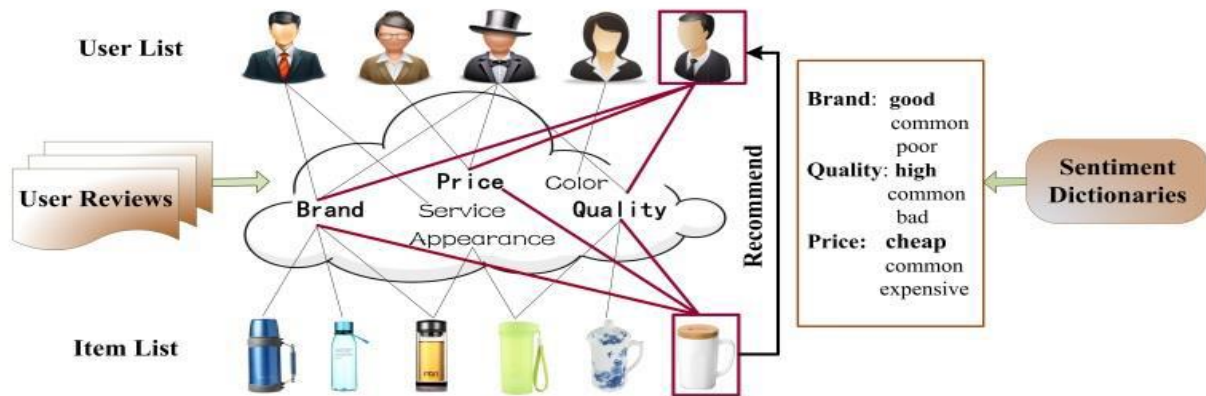 User List
User Reviews
Price
Color
Brand
Service
Quality
Appearance
Item List
Recommend
Brand: good
common
poor
Quality: high
common
bad
Price: cheap
common
expensive
Sentiment
Dictionaries